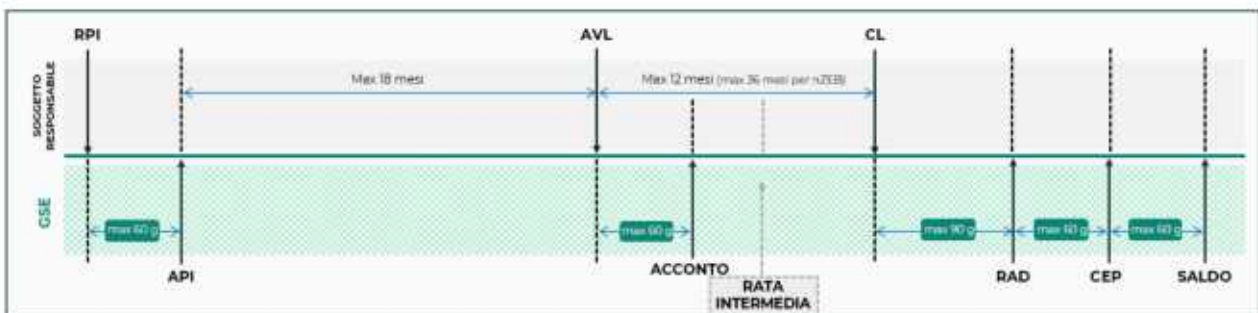 RPI
AVL
CL
SOGGETTO
RESPONSABILE
Max 18 mesi
Max 12 mesi (max 36 mesi per nZEB)
GSE
max 60 g
max 60 g
max 90 g
max 60 g
max 60 g
API
ACCONTO
RATA
INTERMEDIA
RAD
CEP
SALDO